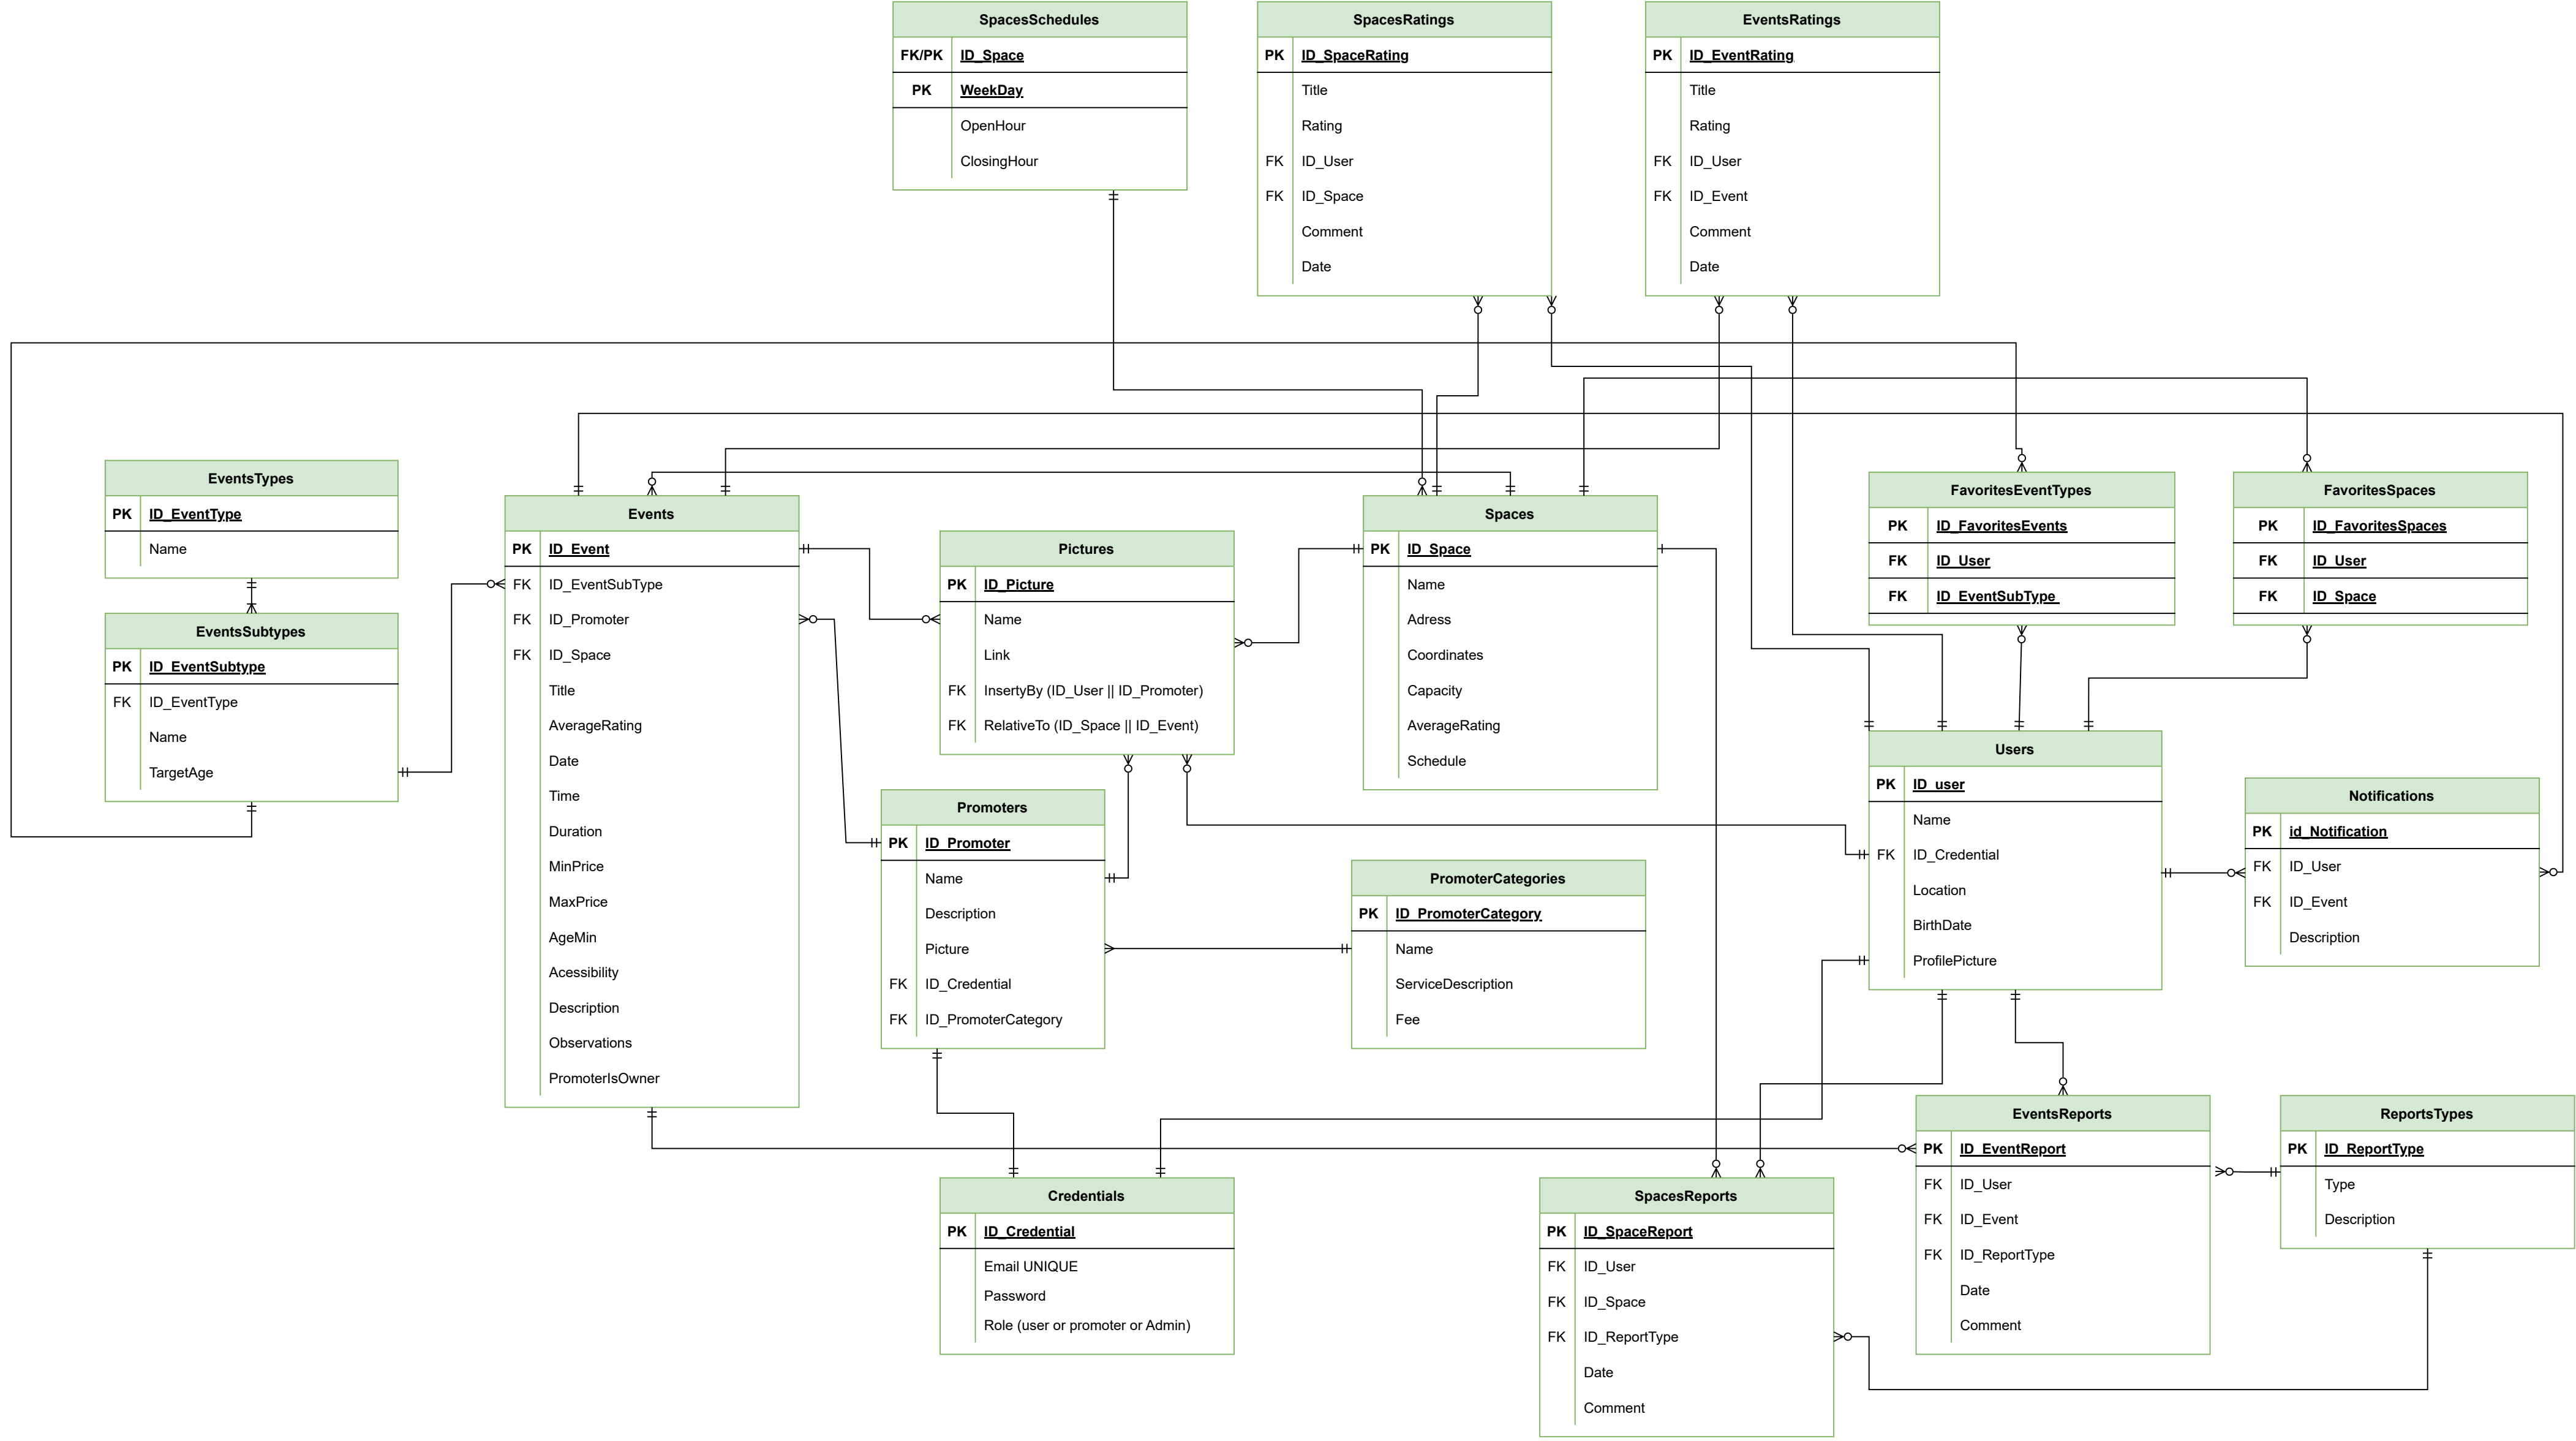 SpacesSchedules
FK/PK ID_Space
PK WeekDay
OpenHour
ClosingHour
SpacesRatings
PK ID_SpaceRating
Title
Rating
FK ID_User
FK ID_Space
Comment
Date
EventsRatings
PK ID_EventRating
Title
Rating
FK ID_User
FK ID_Event
Comment
Date
EventsTypes
PK ID_EventType
Name
EventsSubtypes
PK ID_EventSubtype
FK ID_EventType
Name
TargetAge
Events
PK ID_Event
FK ID_EventSubType
FK ID_Promoter
FK ID_Space
Title
AverageRating
Date
Time
Duration
MinPrice
MaxPrice
AgeMin
Acessibility
Description
Observations
PromoterIsOwner
Pictures
PK ID_Picture
Name
Link
FK InsertyBy (ID_User || ID_Promoter)
FK RelativeTo (ID_Space || ID_Event)
Spaces
PK ID_Space
Name
Adress
Coordinates
Capacity
AverageRating
Schedule
FavoritesEventTypes
PK ID_FavoritesEvents
FK ID_User
FK ID_EventSubType
FavoritesSpaces
PK ID_FavoritesSpaces
FK ID_User
FK ID_Space
Promoters
PK ID_Promoter
Name
Description
Picture
FK ID_Credential
FK ID_PromoterCategory
PromoterCategories
PK ID_PromoterCategory
Name
ServiceDescription
Fee
Users
PK ID_user
Name
FK ID_Credential
Location
BirthDate
ProfilePicture
Notifications
PK id_Notification
FK ID_User
FK ID_Event
Description
Credentials
PK ID_Credential
Email UNIQUE
Password
Role (user or promoter or Admin)
SpacesReports
PK ID_SpaceReport
FK ID_User
FK ID_Space
FK ID_ReportType
Date
Comment
EventsReports
PK ID_EventReport
FK ID_User
FK ID_Event
FK ID_ReportType
Date
Comment
ReportsTypes
PK ID_ReportType
Type
Description